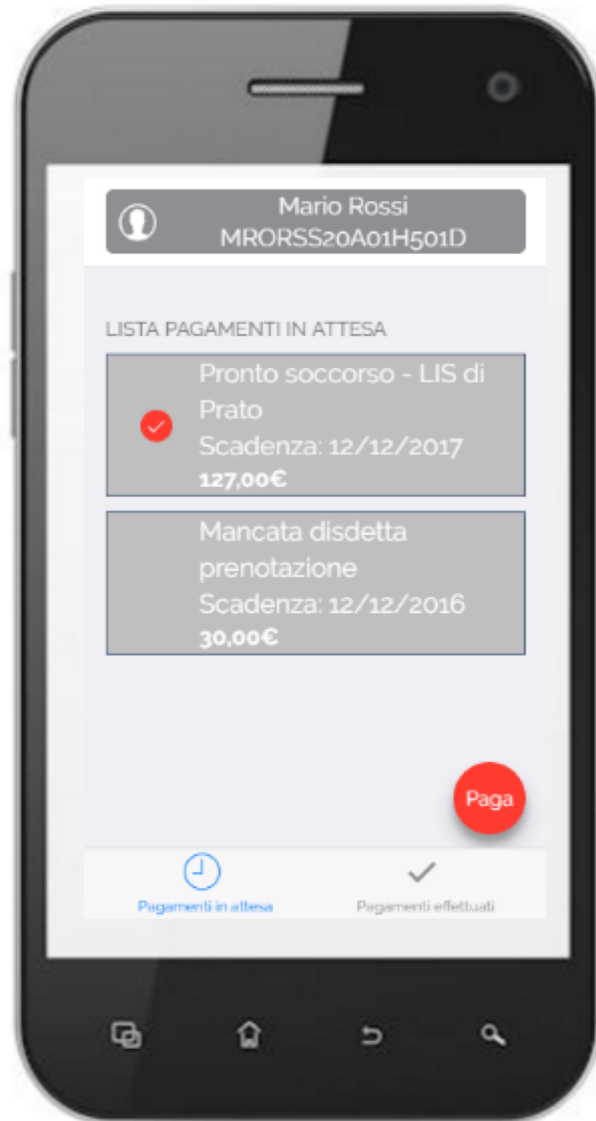 Mario Rossi
MRORSS20A01H501D
LISTA PAGAMENTI IN ATTESA
Pronto soccorso - LIS di
Prato
Scadenza: 12/12/2017
127,00€
Mancata disdetta
prenotazione
Scadenza: 12/12/2016
30,00€
Paga
Pagamenti in attesa
Pagamenti effettuati